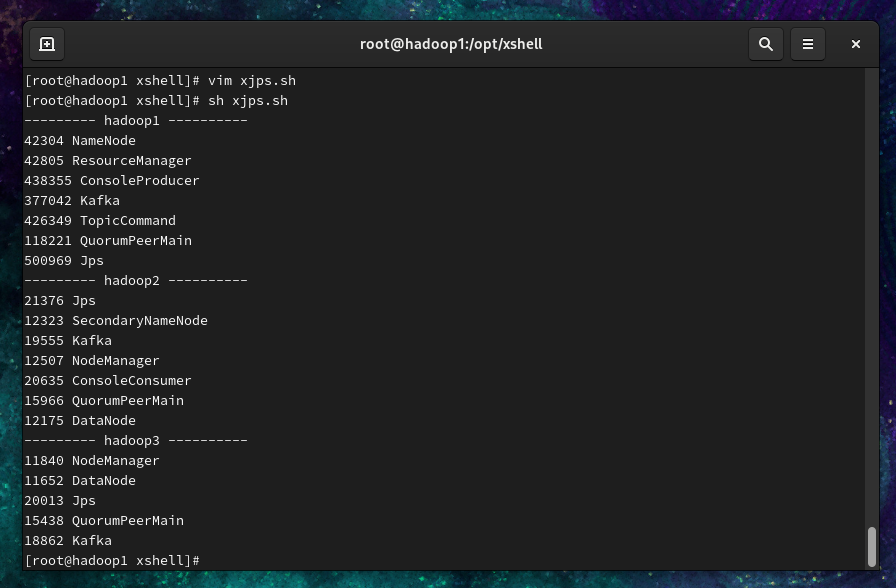 root@hadoop1:/opt/xshell
[root@hadoop1 xshell]# vim xjps.sh
[root@hadoop1 xshell]# sh xjps.sh
--------- hadoop1 ----------
42304 NameNode
42805 ResourceManager
438355 ConsoleProducer
377042 Kafka
426349 TopicCommand
118221 QuorumPeerMain
500969 Jps
--------- hadoop2 ----------
21376 Jps
12323 SecondaryNameNode
19555 Kafka
12507 NodeManager
20635 ConsoleConsumer
15966 QuorumPeerMain
12175 DataNode
--------- hadoop3 ----------
11840 NodeManager
11652 DataNode
20013 Jps
15438 QuorumPeerMain
18862 Kafka
[root@hadoop1 xshell]#